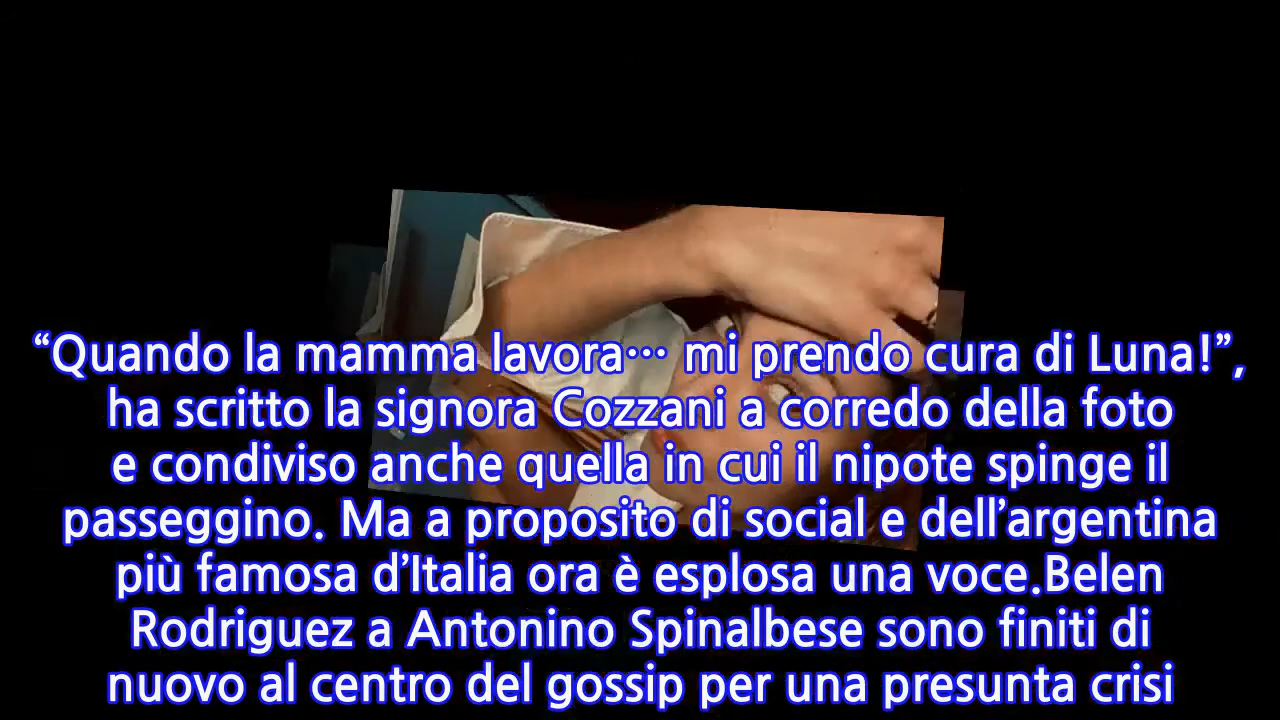 “Quando la mamma lavora… mi prendo cura di Luna!”,
ha scritto la signora Cozzani a corredo della foto
e condiviso anche quella in cui il nipote spinge il
passeggino. Ma a proposito di social e dell’argentina
più famosa d’Italia ora è esplosa una voce.Belen
Rodriguez a Antonino Spinalbese sono finiti di
nuovo al centro del gossip per una presunta crisi